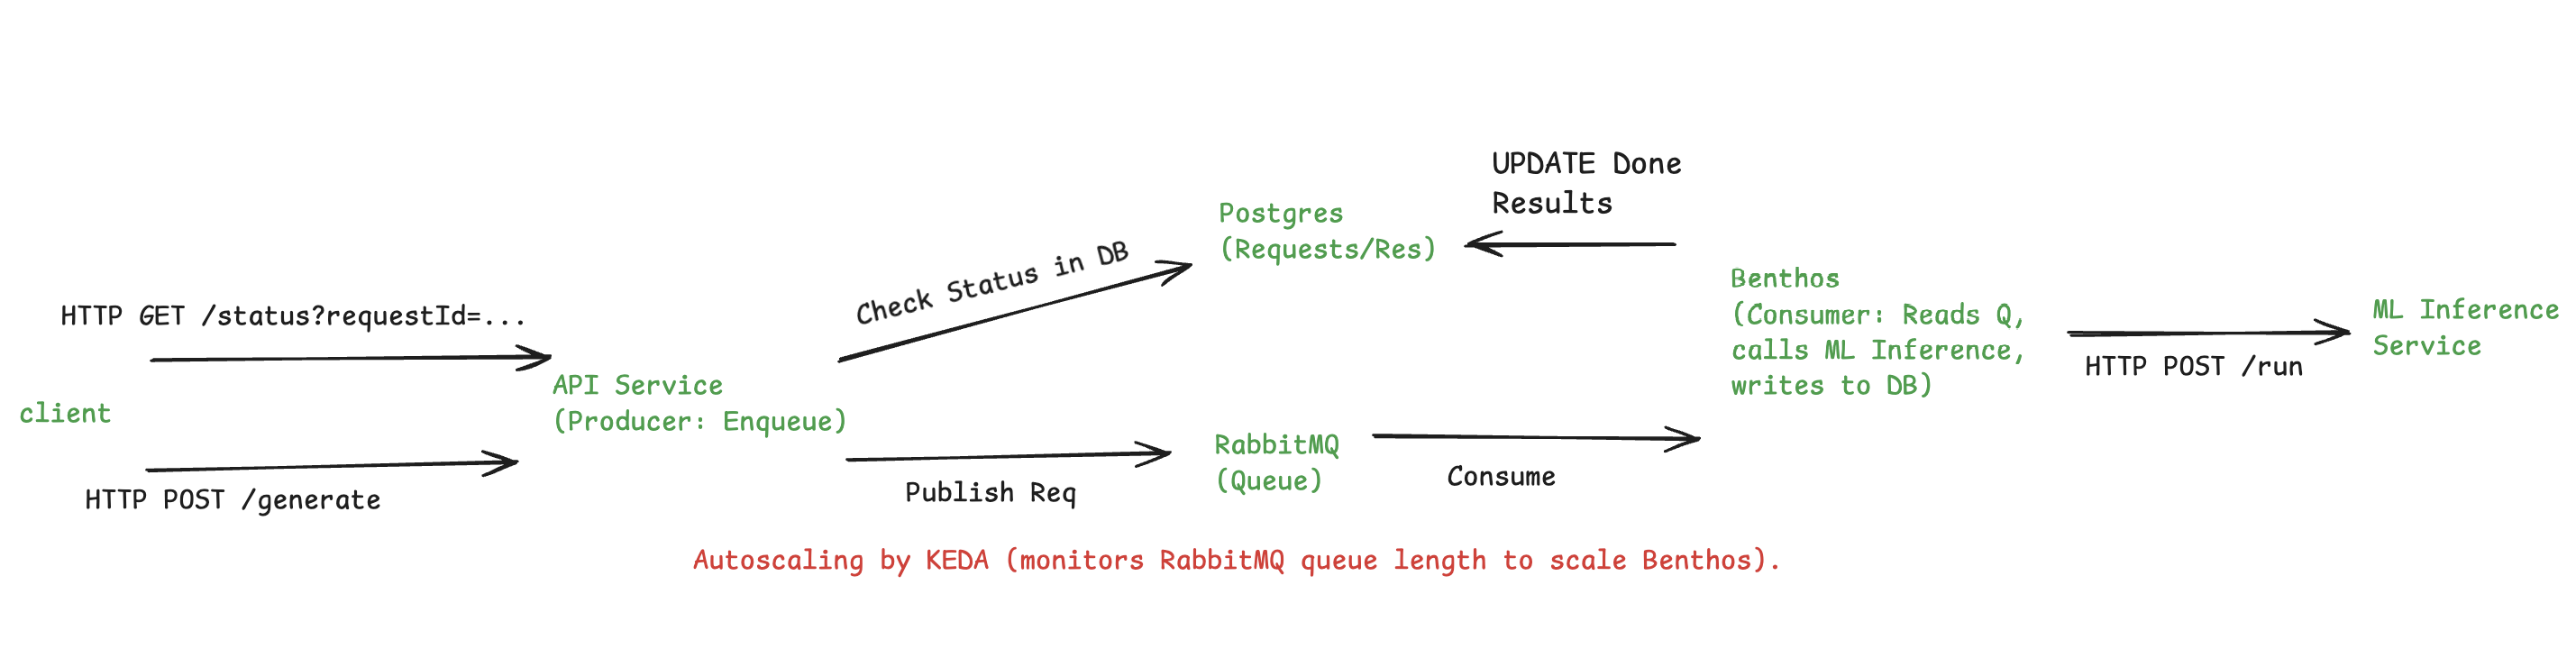 UPDATE Done
Results
Postgres
(Requests/Res)
Check Status in DB
HTTP GET /status?requestId=...
Benthos
(Consumer: Reads Q,
calls ML Inference,
writes to DB)
ML Inference
Service
HTTP POST /run
API Service
(Producer: Enqueue)
client
RabbitMQ
(Queue)
Consume
HTTP POST /generate
Publish Req
Autoscaling by KEDA (monitors RabbitMQ queue length to scale Benthos).